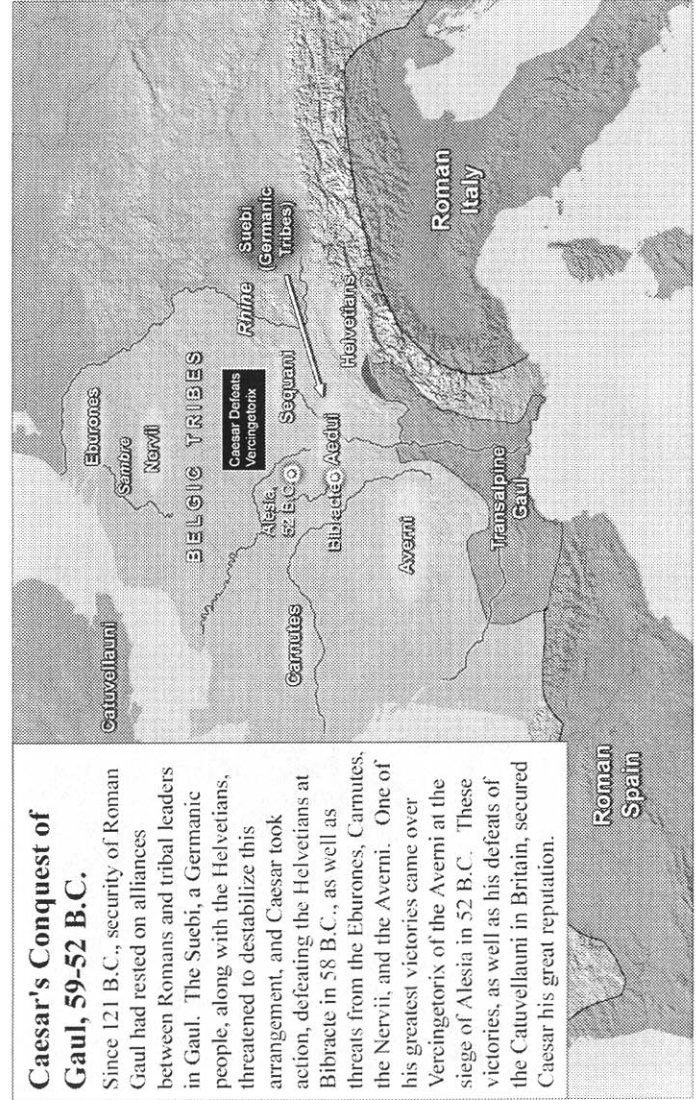 Caesar's Conquest of
Gaul, 59-52 B.C.
Since 121 B.C., security of Roman
Gaul had rested on alliances
between Romans and tribal leaders
in Gaul. The Suebi, a Germanic
people, along with the Helvetians,
threatened to destabilize this
arrangement, and Caesar took
action, defeating the Helvetians at
Bibracte in 58 B.C., as well as
threats from the Eburones, Carnutes,
the Nervii, and the Averni. One of
his greatest victories came over
Vercingetorix of the Averni at the
siege of Alesia in 52 B.C. These
victories, as well as his defeats of
the Catuvellauni in Britain, secured
Caesar his great reputation.
Catuvellauni
Eburones
Sambre
Nervii
BELGIC TRIBES
Rhine
Suebi
(Germanic
Tribes)
Caesar Defeats
Vercingetorix
Alesia,
52 B.C.
Sequani
Carnutes
Bibracte
Aedui
Helvetians
Averni
Transalpine
Gaul
Roman
Italy
Roman
Spain